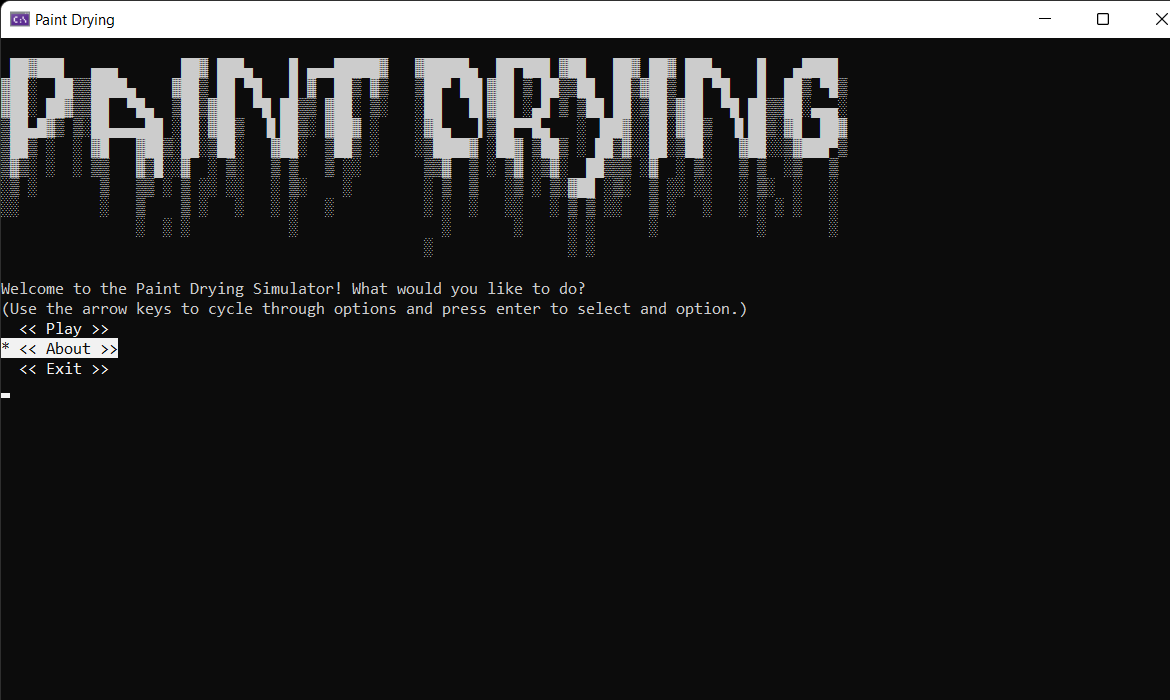 Paint Drying
PAINT DRYING
Welcome to the Paint Drying Simulator! What would you like to do?
(Use the arrow keys to cycle through options and press enter to select and option.)
<< Play >>
* << About >>
<< Exit >>